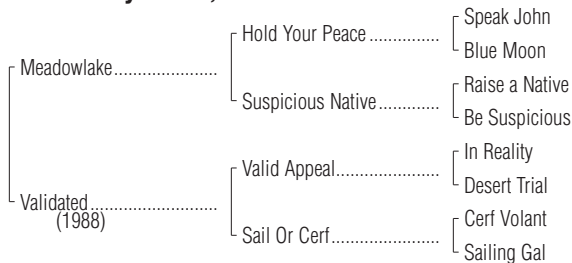 Speak John
Hold Your Peace ...............
Blue Moon
Meadowlake......................
Raise a Native
Suspicious Native.............
Be Suspicious
In Reality
Valid Appeal......................
Desert Trial
Validated...........................
(1988)
Cerf Volant
Sail Or Cerf.......................
Sailing Gal